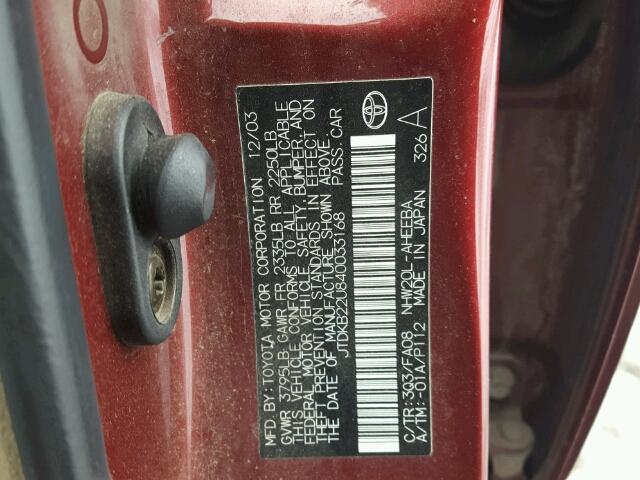 MFD. BY: TOYOTA MOTOR CORPORATION 12/03
GVWR 3795LB GAWR FR 2335LB RR 2250LB
THIS VEHICLE CONFORMS TO ALL APPLICABLE
FEDERAL MOTOR VEHICLE SAFETY, BUMPER, AND
THEFT PREVENTION STANDARDS IN EFFECT ON
THE DATE OF MANUFACTURE SHOWN ABOVE.
JTDKB22U840033168 PASS.CAR
C/TR:3Q3/FA08 NHW20L-AHEEBA
A/TM:-01A/P112 MADE IN JAPAN 326 A